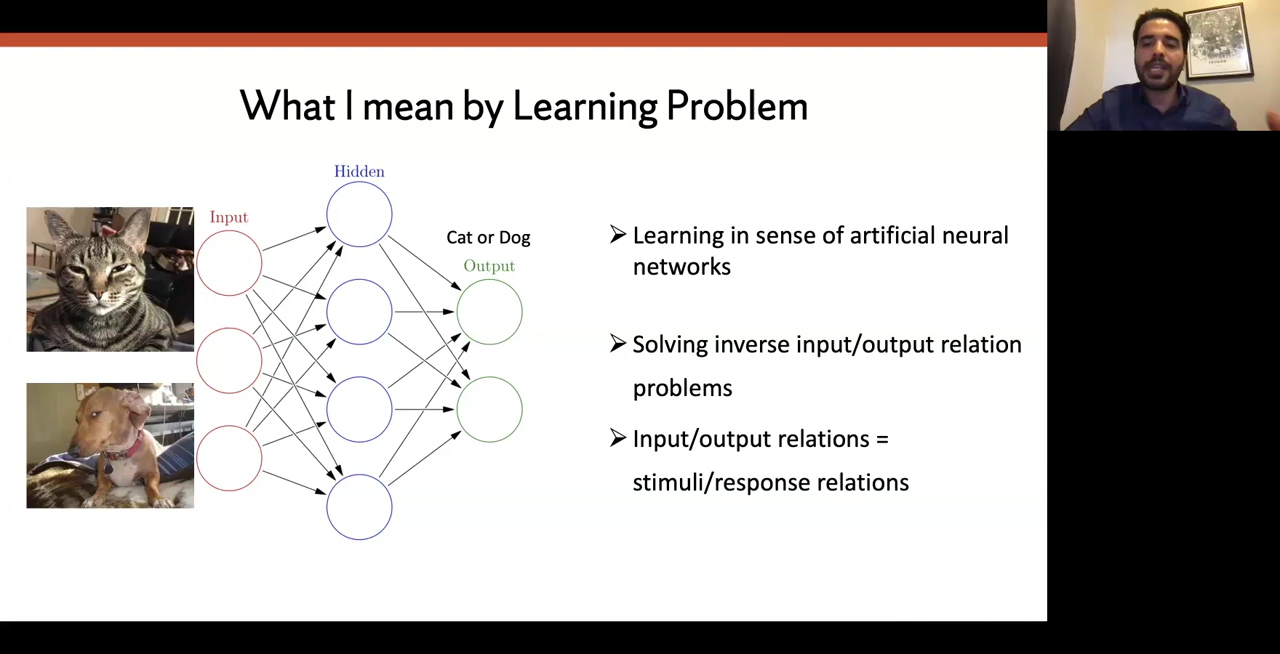 What I mean by Learning Problem
Hidden
Input
Cat or Dog
Output
➢ Learning in sense of artificial neural
networks
➢ Solving inverse input/output relation
problems
➢ Input/output relations =
stimuli/response relations